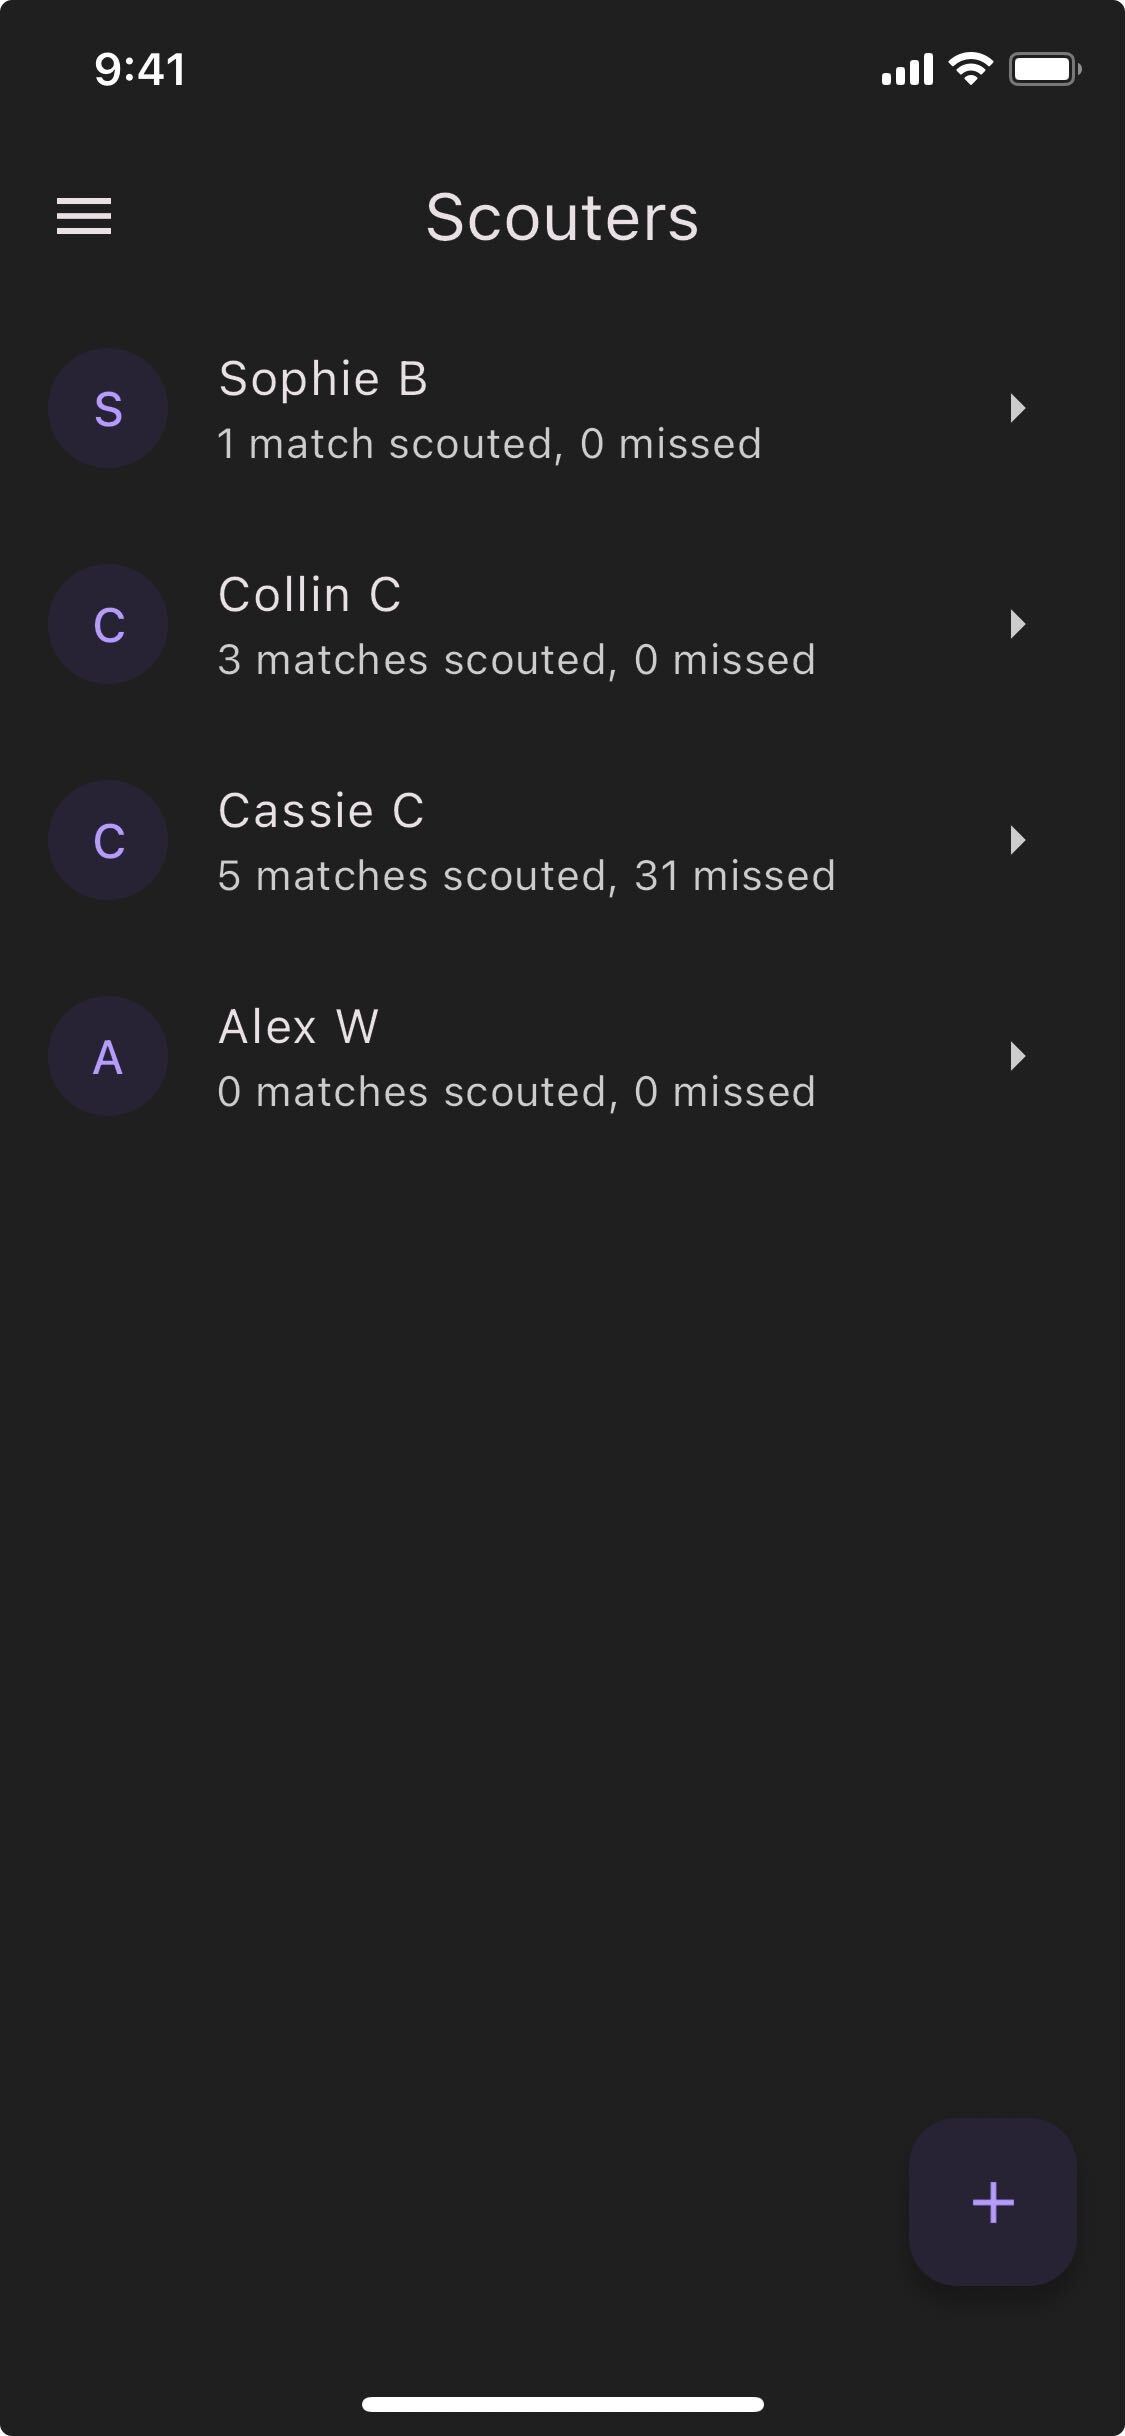 9:41
Scouters
S
Sophie B
1 match scouted, 0 missed
C
Collin C
3 matches scouted, 0 missed
C
Cassie C
5 matches scouted, 31 missed
A
Alex W
0 matches scouted, 0 missed
+